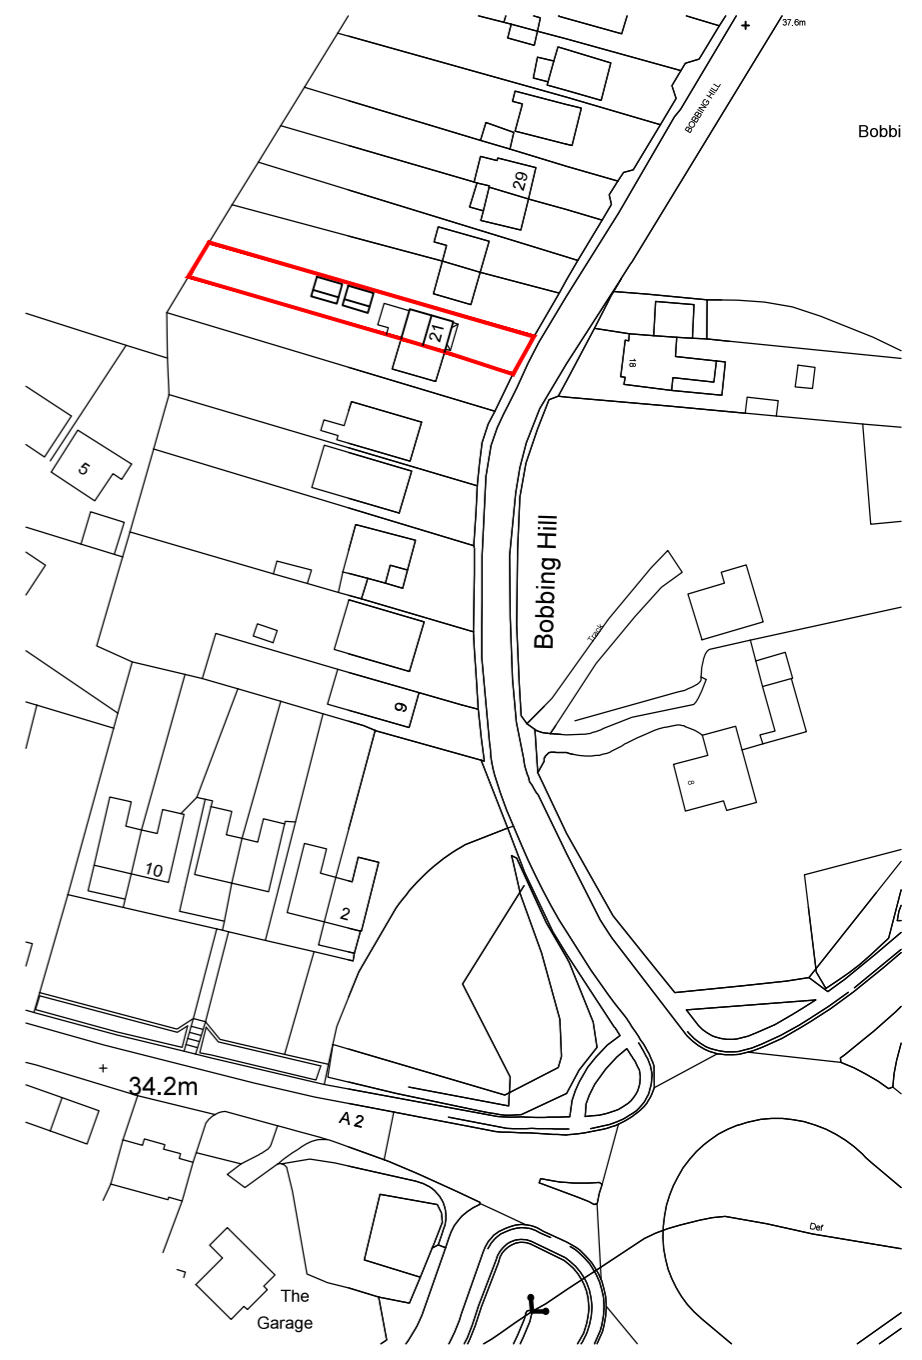 37.6m
BOBBING HILL
Bobbi
29
21
18
5
Bobbing Hill
Track
9
8
10
2
34.2m
A 2
Def
The
Garage